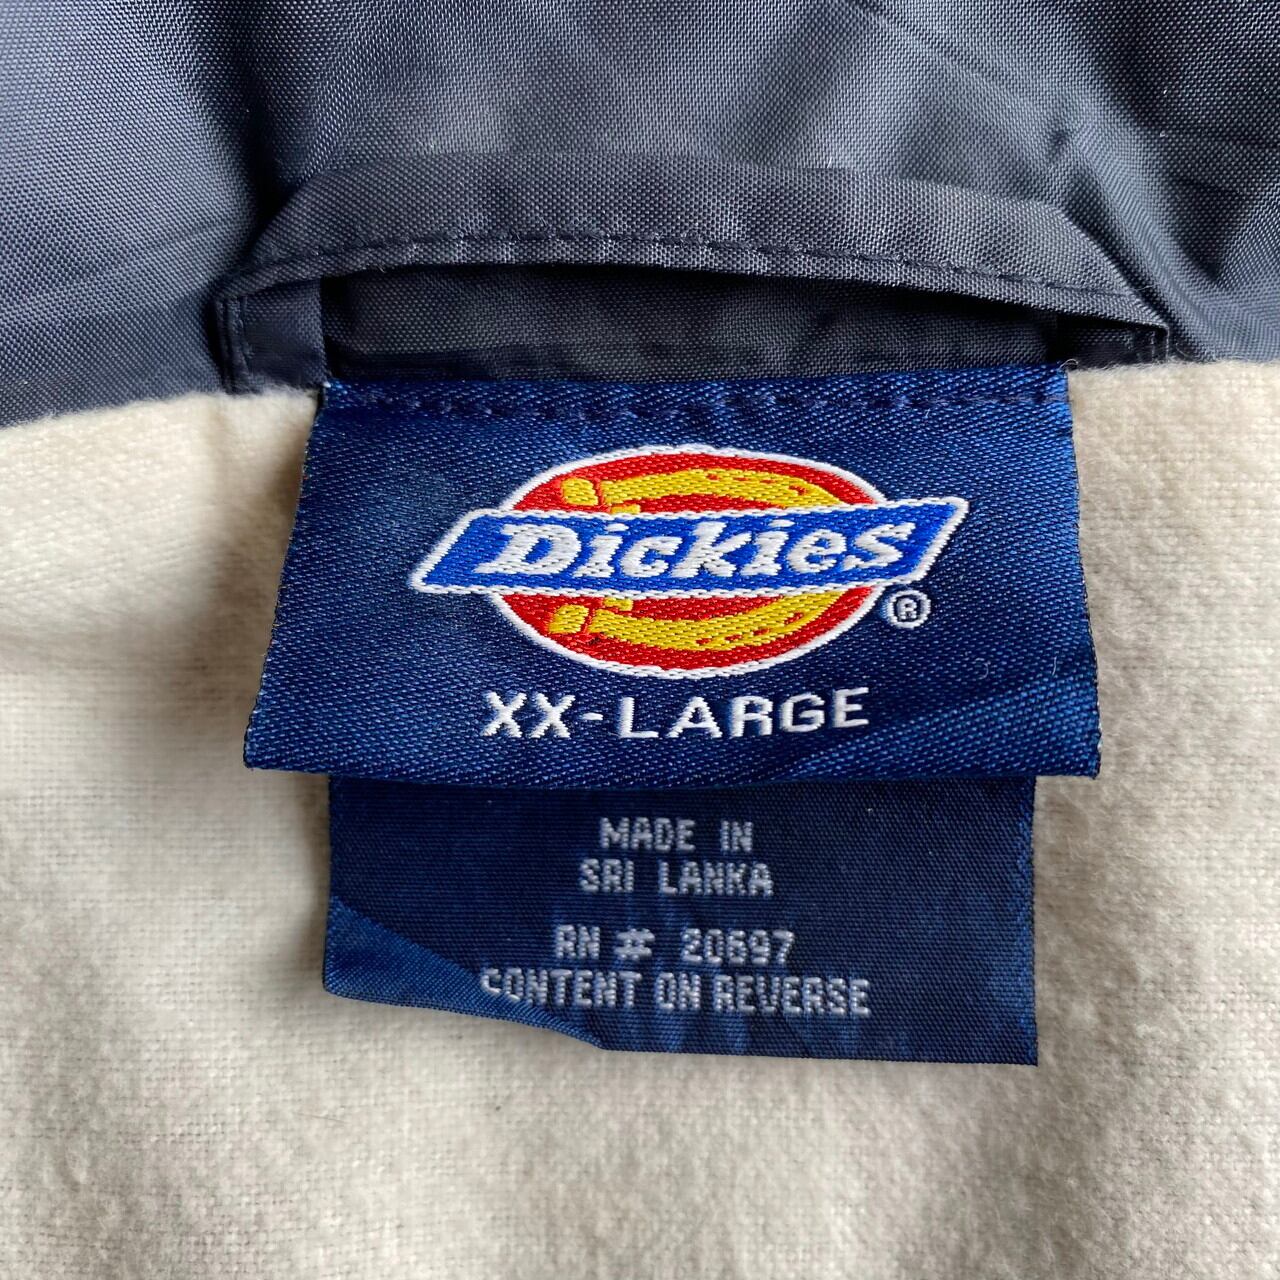 Dickies
®
XX-LARGE
MADE IN
SRI LANKA
RN # 20697
CONTENT ON REVERSE